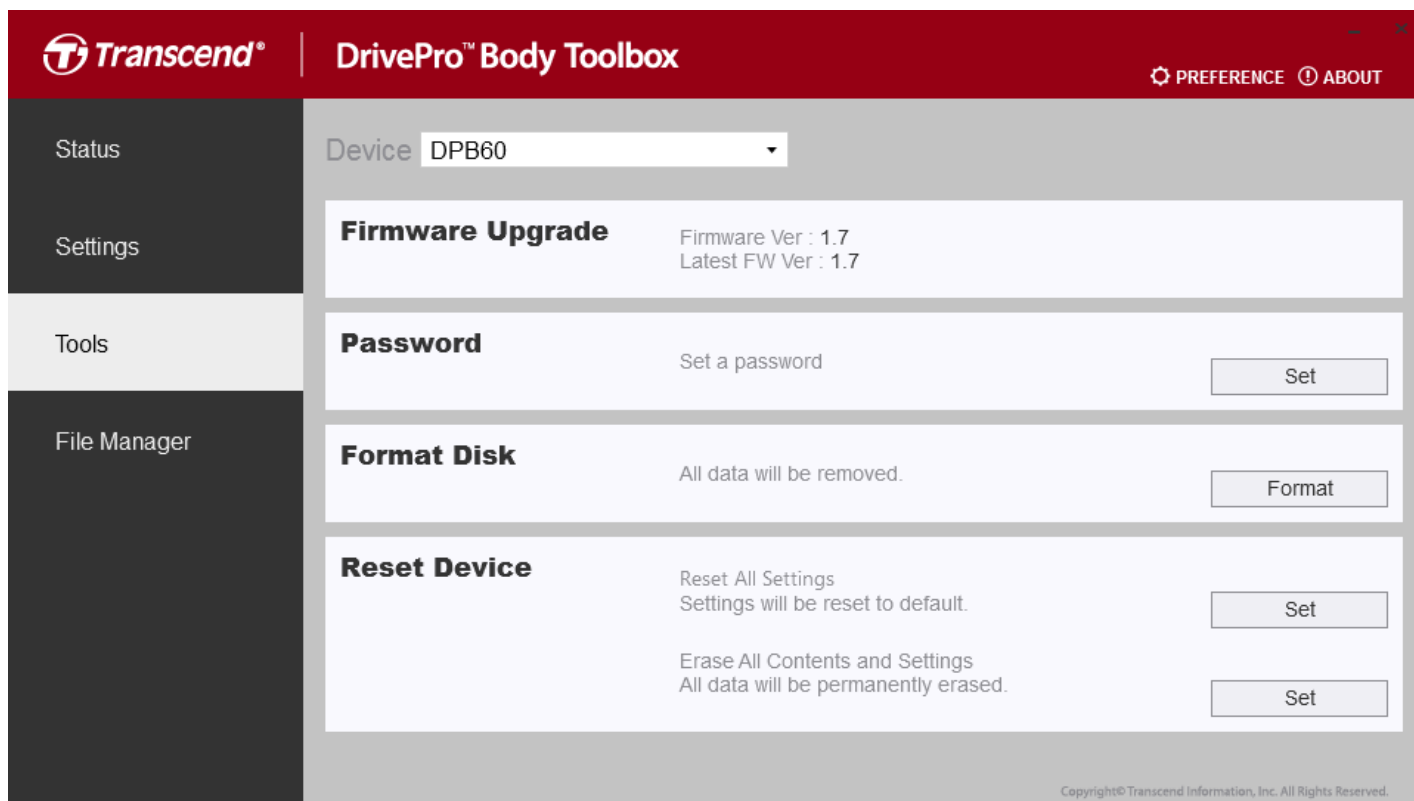 Transcend®
DrivePro™ Body Toolbox
PREFERENCE ABOUT
Status
Settings
Tools
File Manager
Device DPB60
Firmware Upgrade
Firmware Ver : 1.7
Latest FW Ver : 1.7
Password
Set a password
Set
Format Disk
All data will be removed.
Format
Reset Device
Reset All Settings
Settings will be reset to default.
Set
Erase All Contents and Settings
All data will be permanently erased.
Set
Copyright© Transcend Information, Inc. All Rights Reserved.